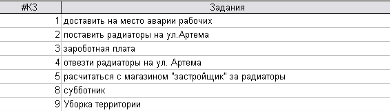 #КЗ Задания
1 доставить на место аварии рабочих
2 поставить радиаторы на ул.Артема
3 зароботная плата
4 отвезти радиаторы на ул. Артема
5 расчитаться с магазином "застройщик" за радиаторы
8 субботник
9 Уборка территории